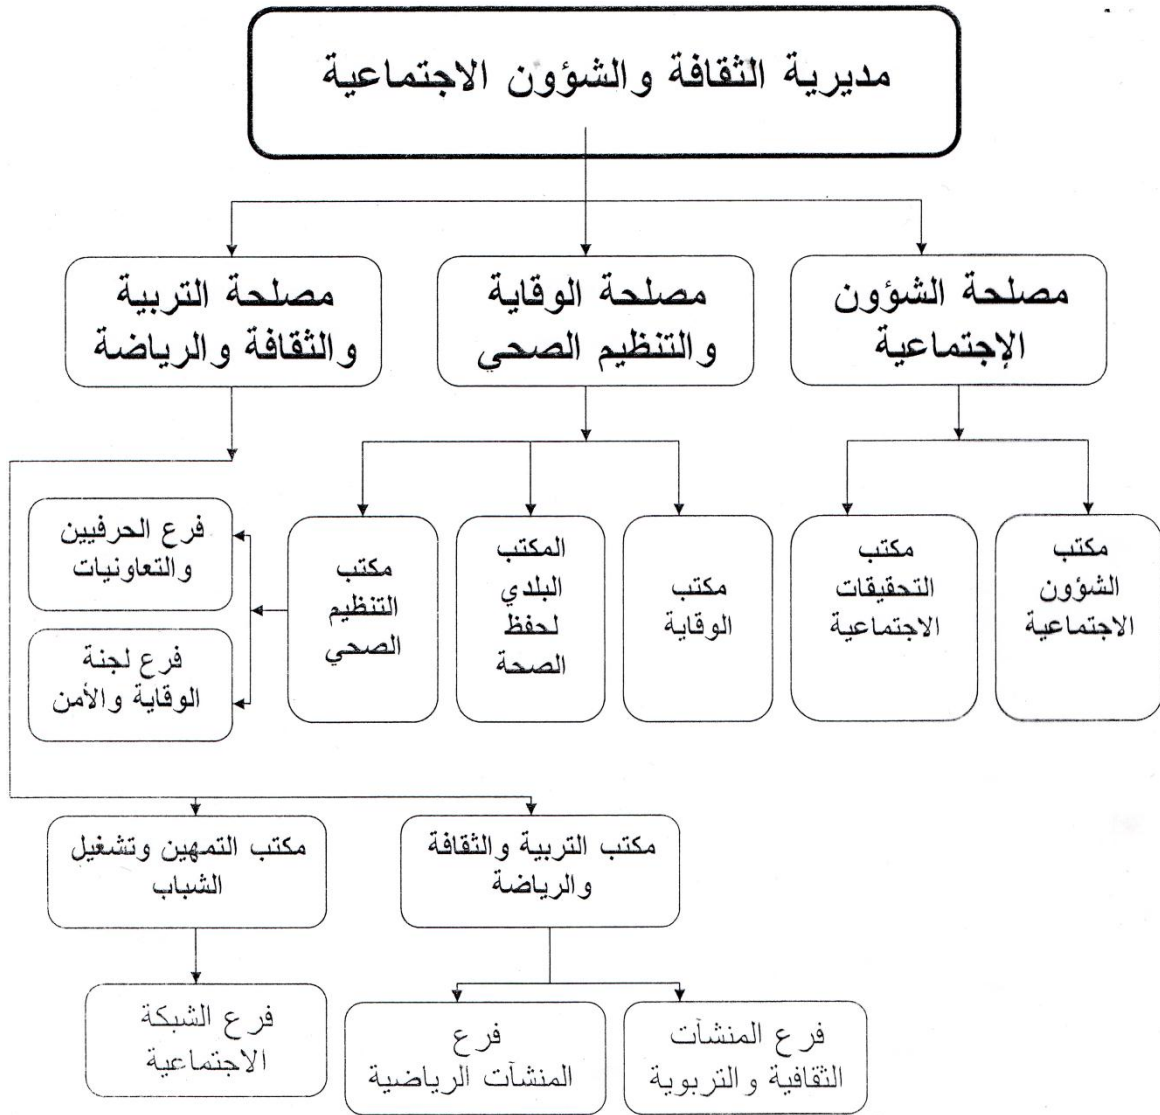 مديرية الثقافة والشؤون الاجتماعية
مصلحة الشؤون
الإجتماعية
مصلحة الوقاية
والتنظيم الصحي
مصلحة التربية
والثقافة والرياضة
مكتب
الشؤون
الاجتماعية
مكتب
التحقيقات
الاجتماعية
مكتب
الوقاية
المكتب
البلدي
لحفظ
الصحة
مكتب
التنظيم
الصحي
فرع الحرفيين
والتعاونيات
فرع لجنة
الوقاية والأمن
مكتب التربية والثقافة
والرياضة
مكتب التمهين وتشغيل
الشباب
فرع المنشآت
الثقافية والتربوية
فرع
المنشآت الرياضية
فرع الشبكة
الاجتماعية